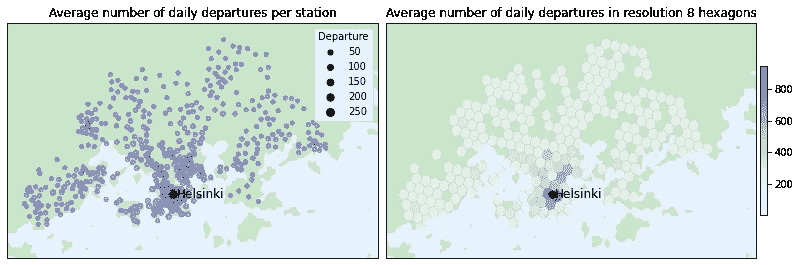 Average number of daily departures per station
Departure
50
100
150
200
250
Helsinki
Average number of daily departures in resolution 8 hexagons
Helsinki
800
600
400
200